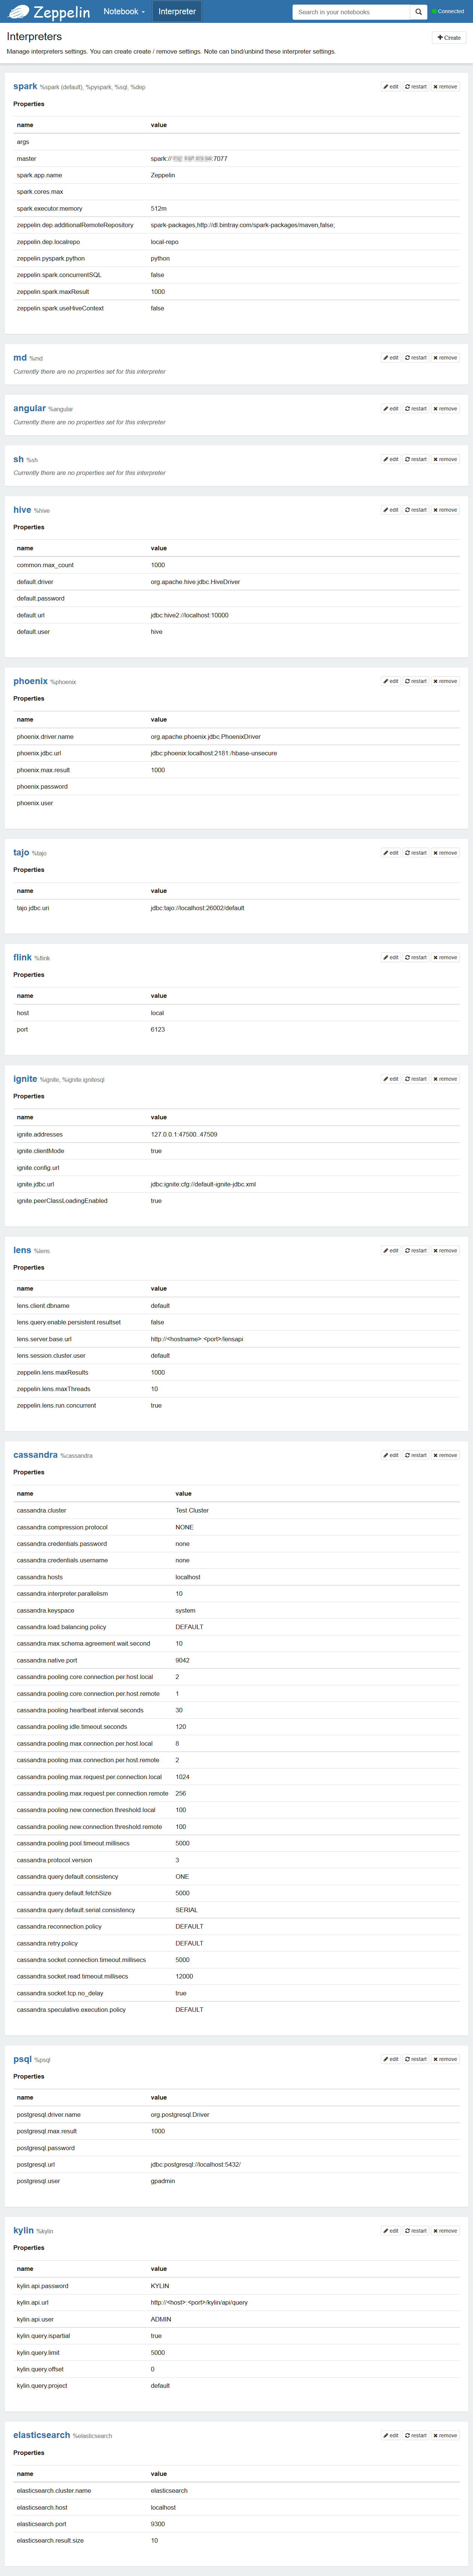 Zeppelin Notebook Interpreter Search in your notebooks Connected
Interpreters
Create
Manage interpreters settings. You can create create / remove settings. Note can bind/unbind these interpreter settings.
spark %spark (default), %pyspark, %sql, %dep edit restart remove
Properties
name value
args
master spark:// :7077
spark.app.name Zeppelin
spark.cores.max
spark.executor.memory 512m
zeppelin.dep.additionalRemoteRepository spark-packages,http://dl.bintray.com/spark-packages/maven,false;
zeppelin.dep.localrepo local-repo
zeppelin.pyspark.python python
zeppelin.spark.concurrentSQL false
zeppelin.spark.maxResult 1000
zeppelin.spark.useHiveContext false
md %md edit restart remove
Currently there are no properties set for this interpreter
angular %angular edit restart remove
Currently there are no properties set for this interpreter
sh %sh edit restart remove
Currently there are no properties set for this interpreter
hive %hive edit restart remove
Properties
name value
common.max_count 1000
default.driver org.apache.hive.jdbc.HiveDriver
default.password
default.url jdbc:hive2://localhost:10000
default.user hive
phoenix %phoenix edit restart remove
Properties
name value
phoenix.driver.name org.apache.phoenix.jdbc.PhoenixDriver
phoenix.jdbc.url jdbc:phoenix:localhost:2181:/hbase-unsecure
phoenix.max.result 1000
phoenix.password
phoenix.user
tajo %tajo edit restart remove
Properties
name value
tajo.jdbc.uri jdbc:tajo://localhost:26002/default
flink %flink edit restart remove
Properties
name value
host local
port 6123
ignite %ignite, %ignite.ignitesql edit restart remove
Properties
name value
ignite.addresses 127.0.0.1:47500..47509
ignite.clientMode true
ignite.config.url
ignite.jdbc.url jdbc:ignite:cfg://default-ignite-jdbc.xml
ignite.peerClassLoadingEnabled true
lens %lens edit restart remove
Properties
name value
lens.client.dbname default
lens.query.enable.persistent.resultset false
lens.server.base.url http://<hostname>:<port>/lensapi
lens.session.cluster.user default
zeppelin.lens.maxResults 1000
zeppelin.lens.maxThreads 10
zeppelin.lens.run.concurrent true
cassandra %cassandra edit restart remove
Properties
name value
cassandra.cluster Test Cluster
cassandra.compression.protocol NONE
cassandra.credentials.password none
cassandra.credentials.username none
cassandra.hosts localhost
cassandra.interpreter.parallelism 10
cassandra.keyspace system
cassandra.load.balancing.policy DEFAULT
cassandra.max.schema.agreement.wait.second 10
cassandra.native.port 9042
cassandra.pooling.core.connection.per.host.local 2
cassandra.pooling.core.connection.per.host.remote 1
cassandra.pooling.heartbeat.interval.seconds 30
cassandra.pooling.idle.timeout.seconds 120
cassandra.pooling.max.connection.per.host.local 8
cassandra.pooling.max.connection.per.host.remote 2
cassandra.pooling.max.request.per.connection.local 1024
cassandra.pooling.max.request.per.connection.remote 256
cassandra.pooling.new.connection.threshold.local 100
cassandra.pooling.new.connection.threshold.remote 100
cassandra.pooling.pool.timeout.millisecs 5000
cassandra.protocol.version 3
cassandra.query.default.consistency ONE
cassandra.query.default.fetchSize 5000
cassandra.query.default.serial.consistency SERIAL
cassandra.reconnection.policy DEFAULT
cassandra.retry.policy DEFAULT
cassandra.socket.connection.timeout.millisecs 5000
cassandra.socket.read.timeout.millisecs 12000
cassandra.socket.tcp.no_delay true
cassandra.speculative.execution.policy DEFAULT
psql %psql edit restart remove
Properties
name value
postgresql.driver.name org.postgresql.Driver
postgresql.max.result 1000
postgresql.password
postgresql.url jdbc:postgresql://localhost:5432/
postgresql.user gpadmin
kylin %kylin edit restart remove
Properties
name value
kylin.api.password KYLIN
kylin.api.url http://<host>:<port>/kylin/api/query
kylin.api.user ADMIN
kylin.query.ispartial true
kylin.query.limit 5000
kylin.query.offset 0
kylin.query.project default
elasticsearch %elasticsearch edit restart remove
Properties
name value
elasticsearch.cluster.name elasticsearch
elasticsearch.host localhost
elasticsearch.port 9300
elasticsearch.result.size 10